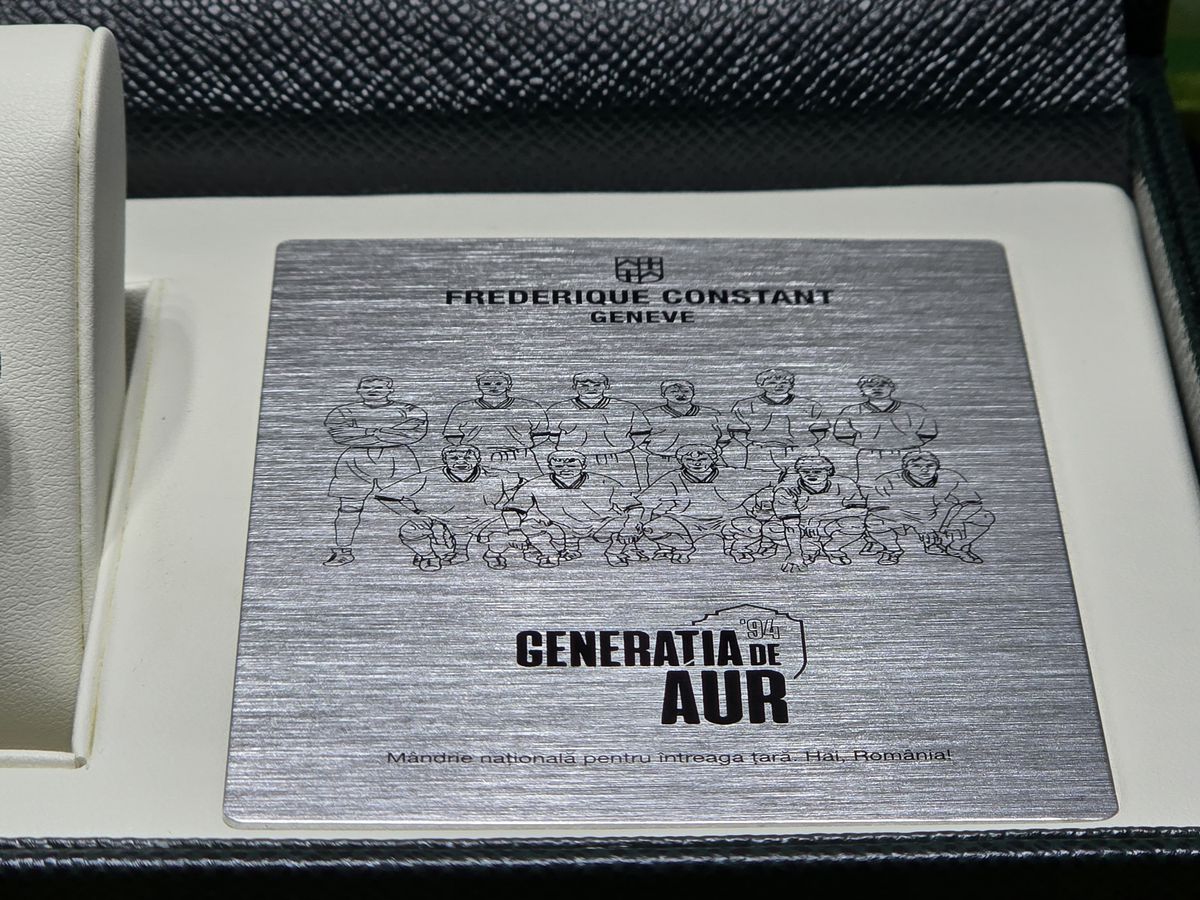 FREDERIQUE CONSTANT
GENEVE
'94
GENERAȚIA DE
AUR
Mândrie națională pentru întreaga țară. Hai, România!